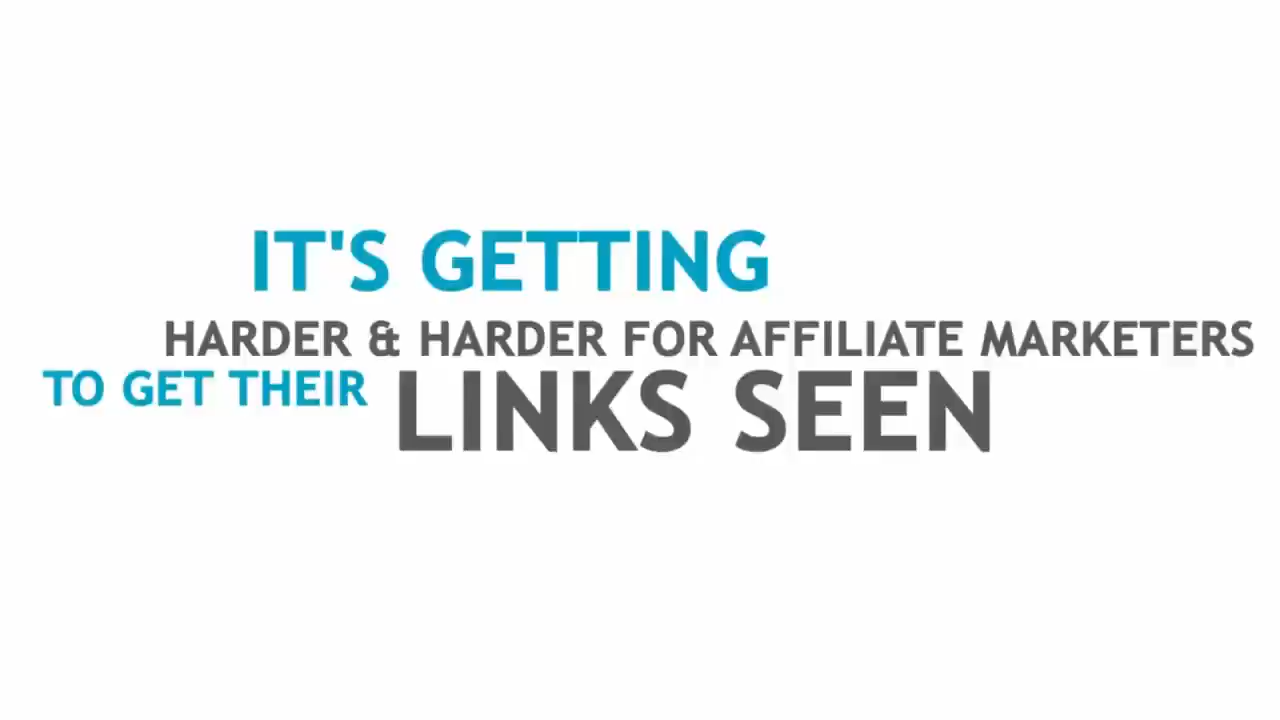 IT'S GETTING
HARDER & HARDER FOR AFFILIATE MARKETERS
TO GET THEIR LINKS SEEN